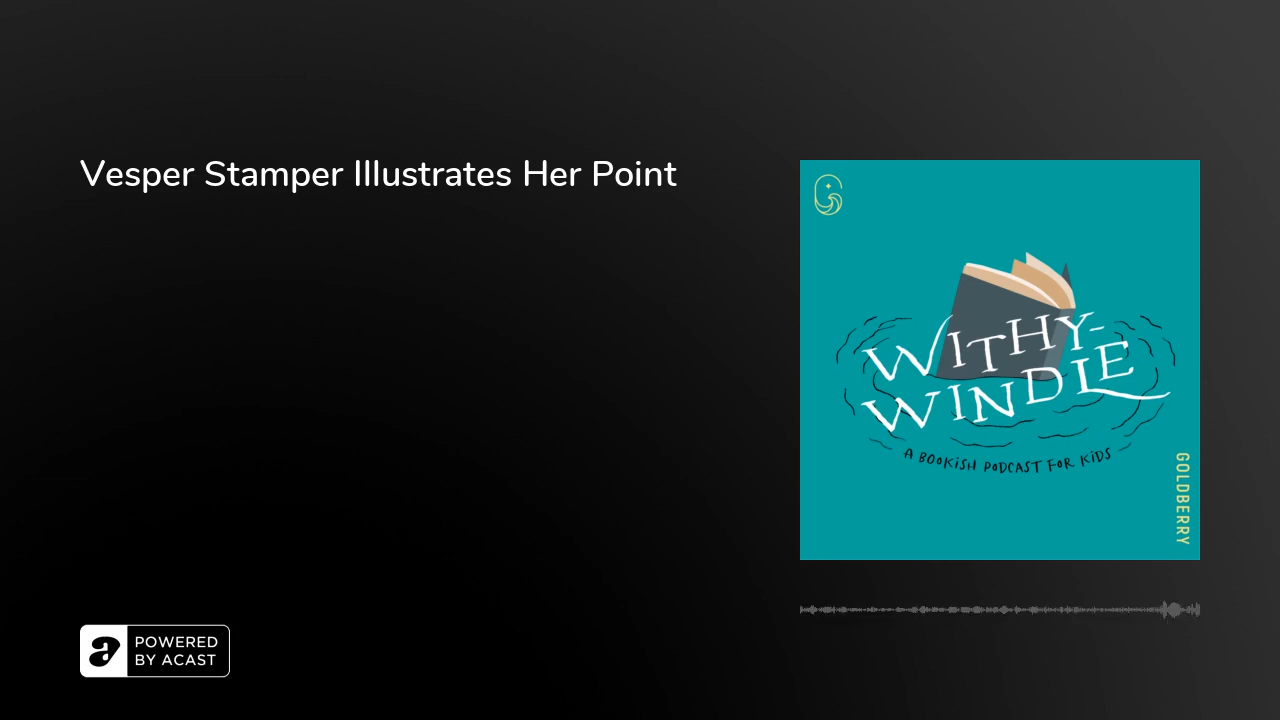 Vesper Stamper Illustrates Her Point
WITHY-
WINDLE
A BOOKISH PODCAST FOR KIDS
GOLDBERRY
POWERED
BY ACAST